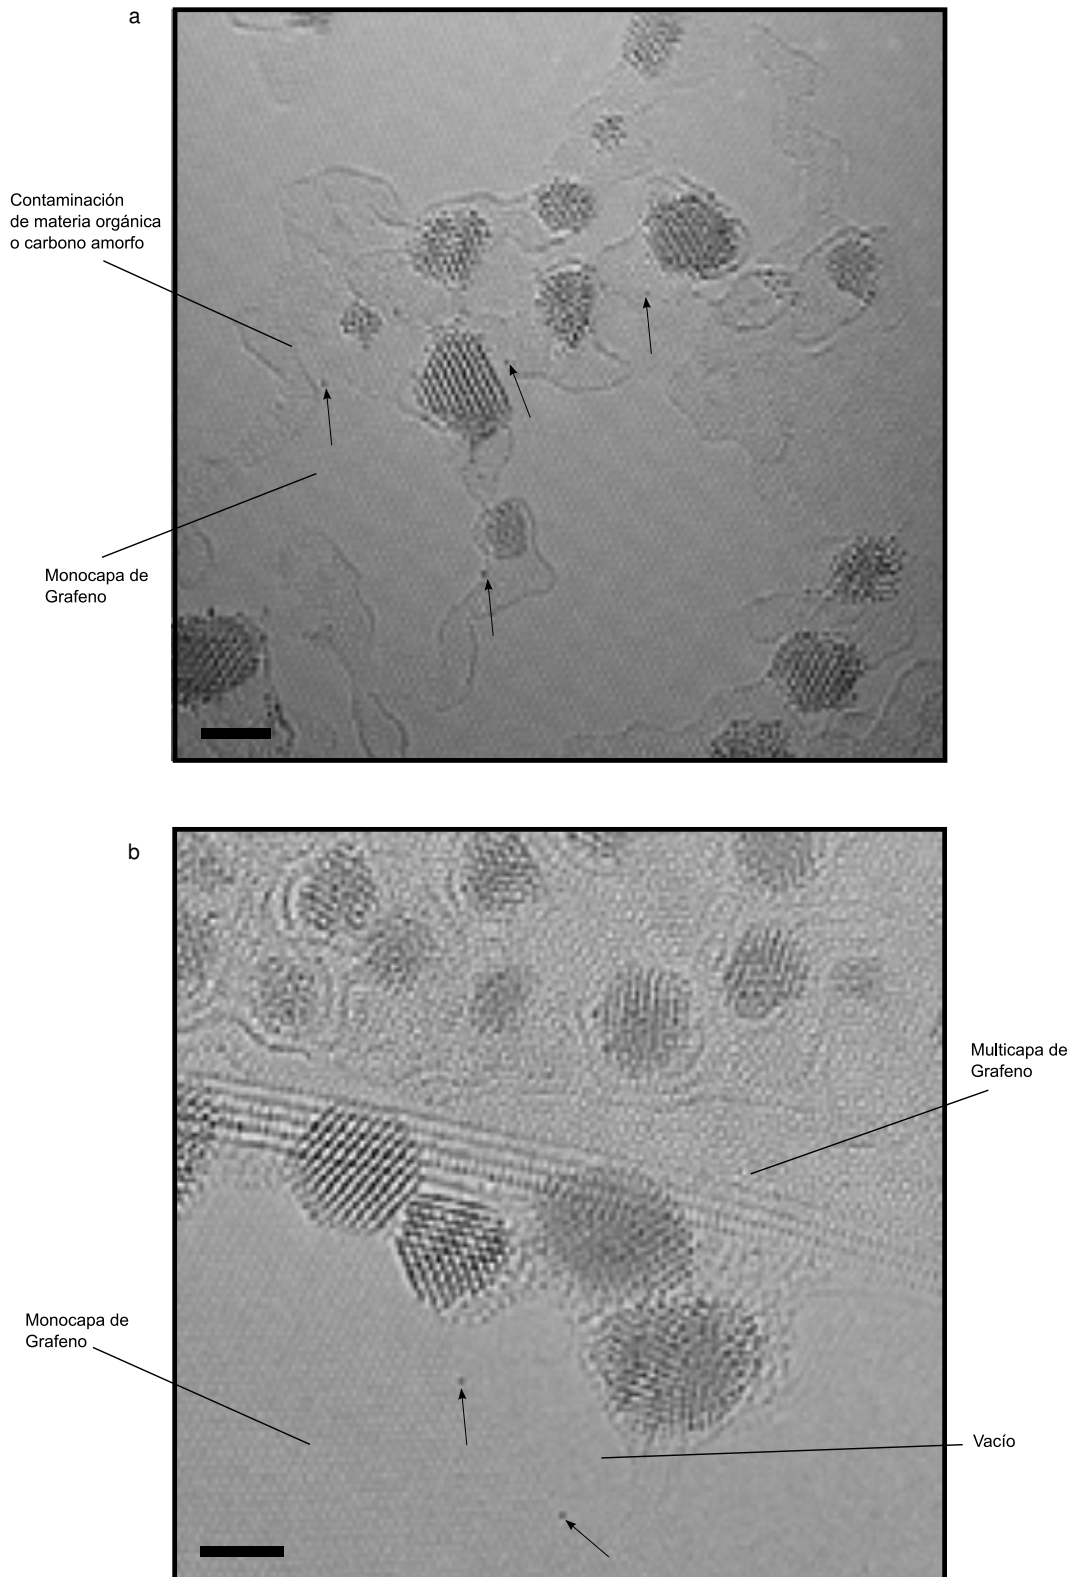 a
Contaminación
de materia orgánica
o carbono amorfo
Monocapa de
Grafeno
b
Multicapa de
Grafeno
Monocapa de
Grafeno
Vacío